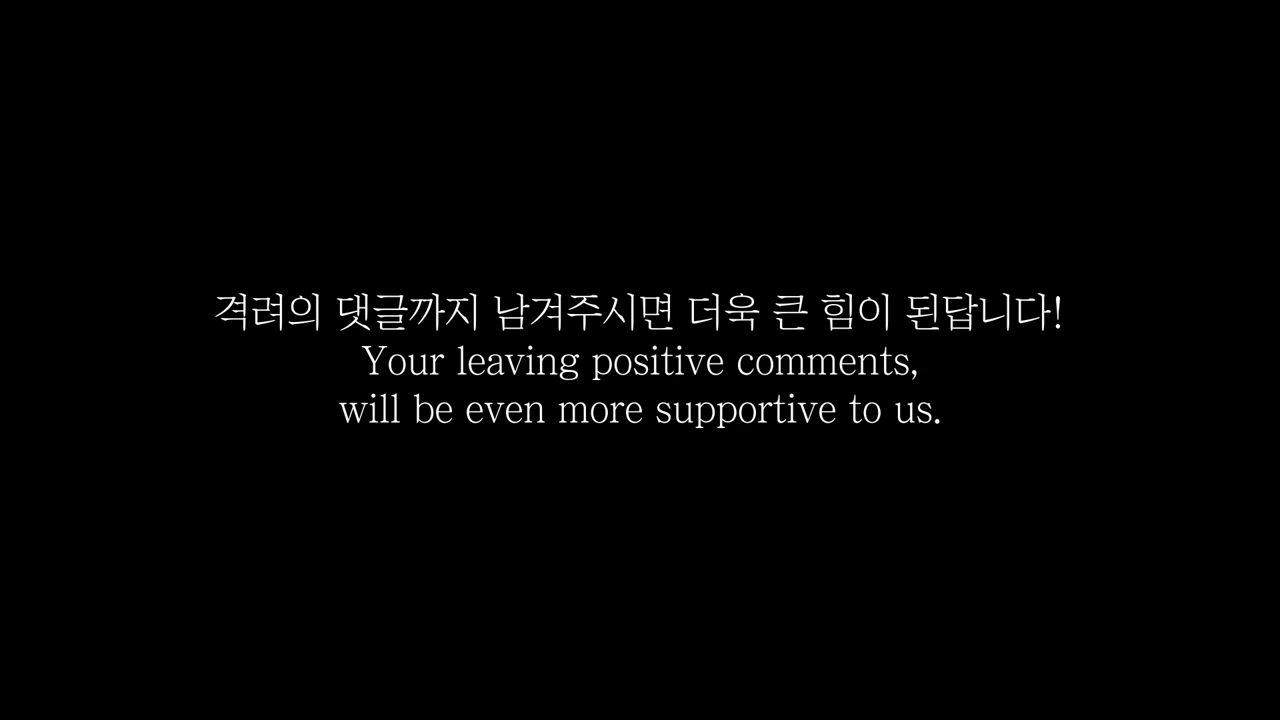 격려의 댓글까지 남겨주시면 더욱 큰 힘이 된답니다!
Your leaving positive comments,
will be even more supportive to us.